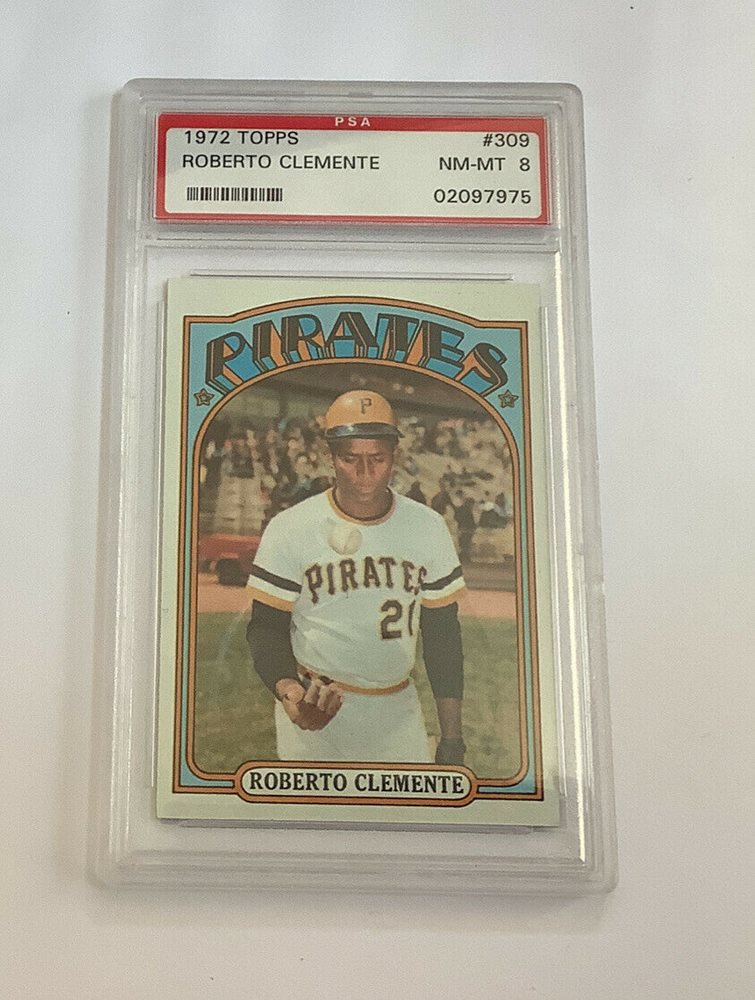 PSA
1972 TOPPS #309
ROBERTO CLEMENTE NM-MT 8
02097975
PIRATES
P
PIRATES
21
ROBERTO CLEMENTE